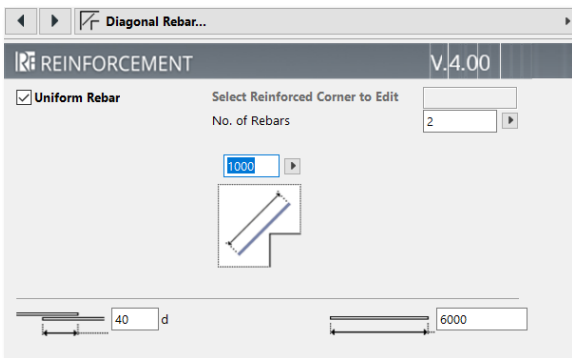 Diagonal Rebar...
REINFORCEMENT V.4.00
Uniform Rebar Select Reinforced Corner to Edit
No. of Rebars 2
1000
40 d 6000